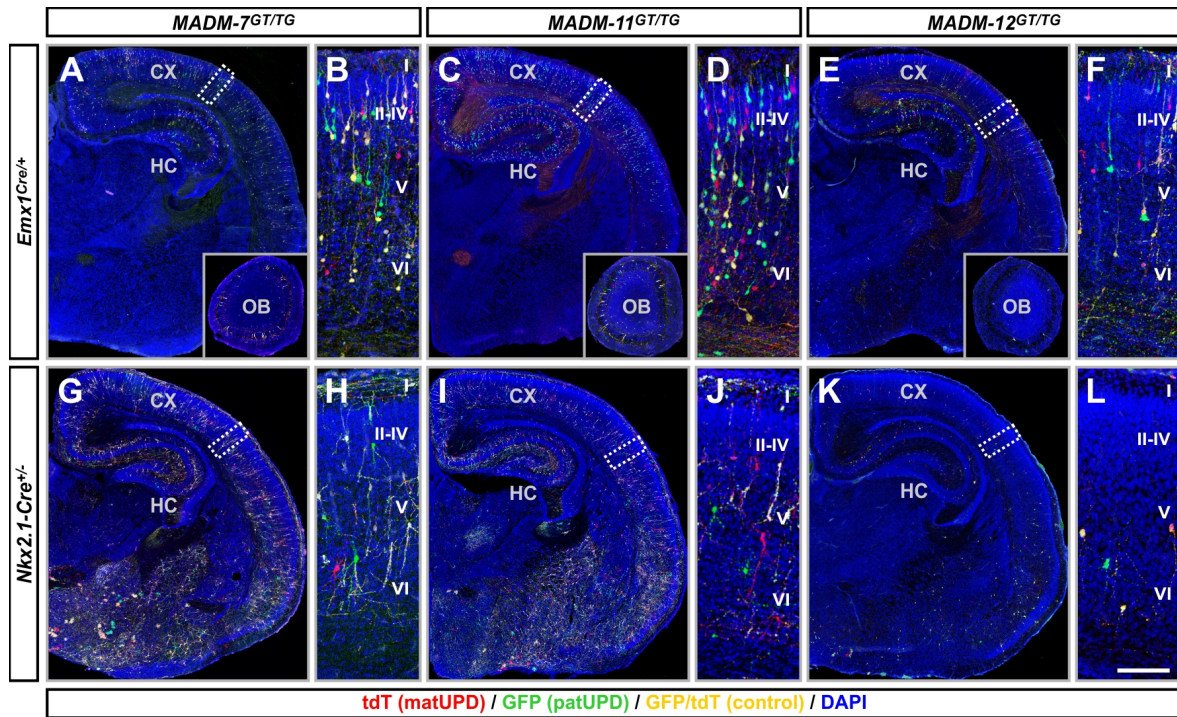 MADM-7GT/TG MADM-11GT/TG MADM-12GT/TG
Emx1Cre/+
A CX B I C CX D I E CX F I
II-IV II-IV II-IV
HC HC HC
V V V
VI VI VI
OB OB OB
Nkx2.1-Cre+/-
G CX H I I CX J I K CX L I
II-IV II-IV II-IV
HC HC HC
V V V
VI VI VI
tdT (matUPD) / GFP (patUPD) / GFP/tdT (control) / DAPI